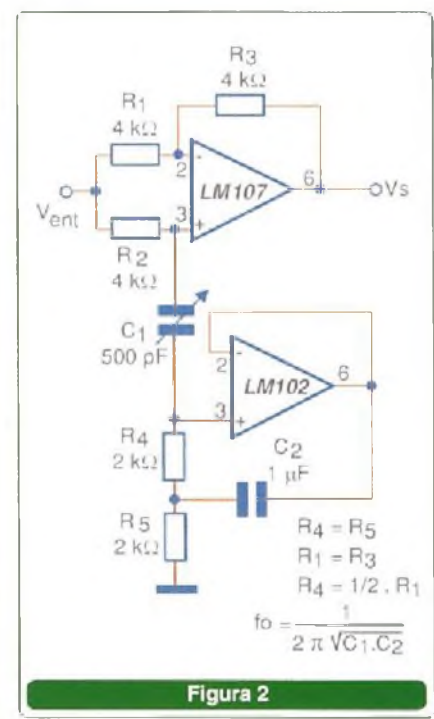 R3
4 kΩ
R1
4 kΩ
2
-
LM107
6
Vs
Vent
3
+
R2
4 kΩ
C1
500 pF
2
-
LM102
6
3
+
R4
2 kΩ
C2
1 µF
R5
2 kΩ
R4 = R5
R1 = R3
R4 = 1/2 . R1
fo = 1 / 2 π √C1.C2
Figura 2